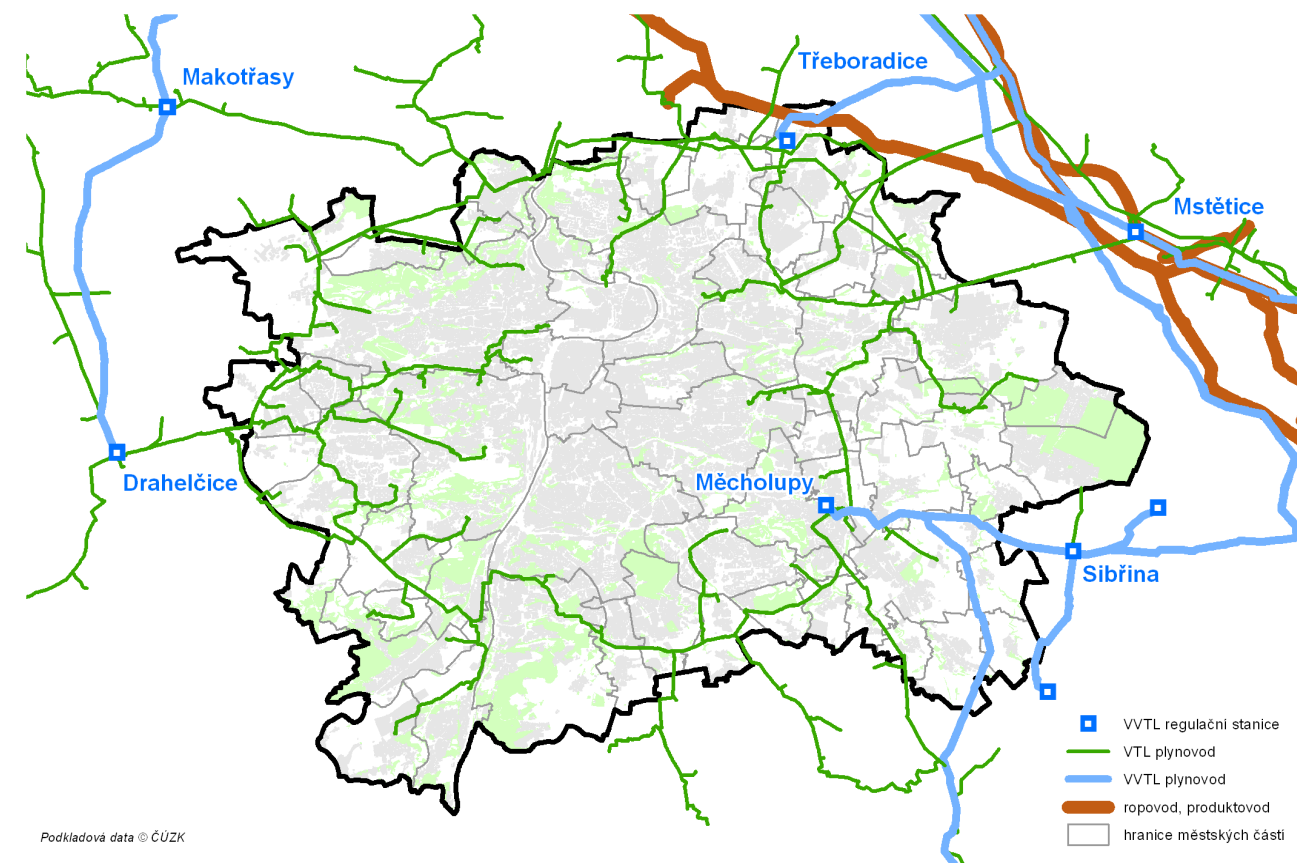 Třeboradice
Makotřasy
Mstětice
Měcholupy
Drahelčice
Sibřina
VVTL regulační stanice
VTL plynovod
VVTL plynovod
ropovod, produktovod
hranice městských částí
Podkladová data © ČÚZK